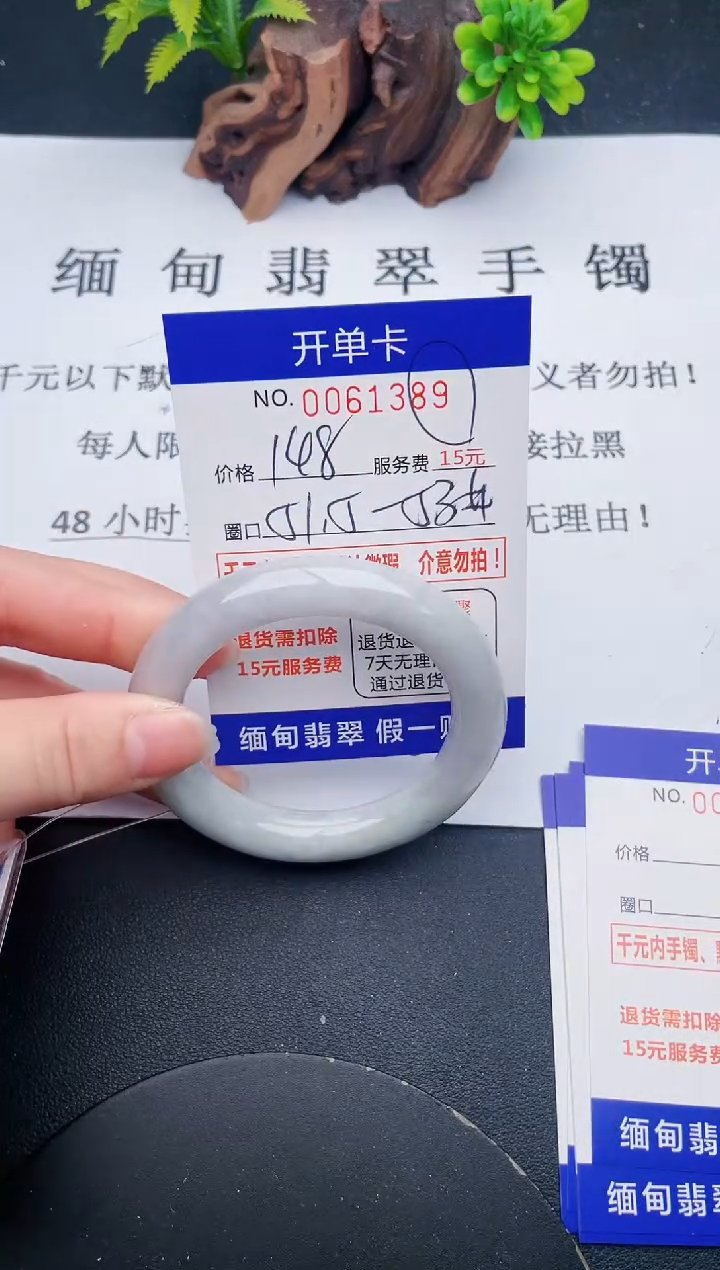 缅甸翡翠手镯
千元以下默
义者勿拍！
每人限
接拉黑
48小时
无理由！
开单卡
NO. 0061389
价格 148 服务费 15元
圈口 51.5-53
介意勿拍！
退货需扣除
15元服务费
退货退
7天无理
通过退货
缅甸翡翠 假一
开
NO. 00
价格
圈口
千元内手镯、
退货需扣除
15元服务费
缅甸翡
缅甸翡